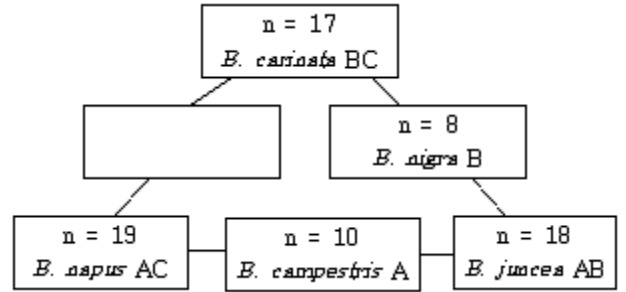 n = 17
B. carinata BC
n = 8
B. nigra B
n = 19
B. napus AC
n = 10
B. campestris A
n = 18
B. juncea AB